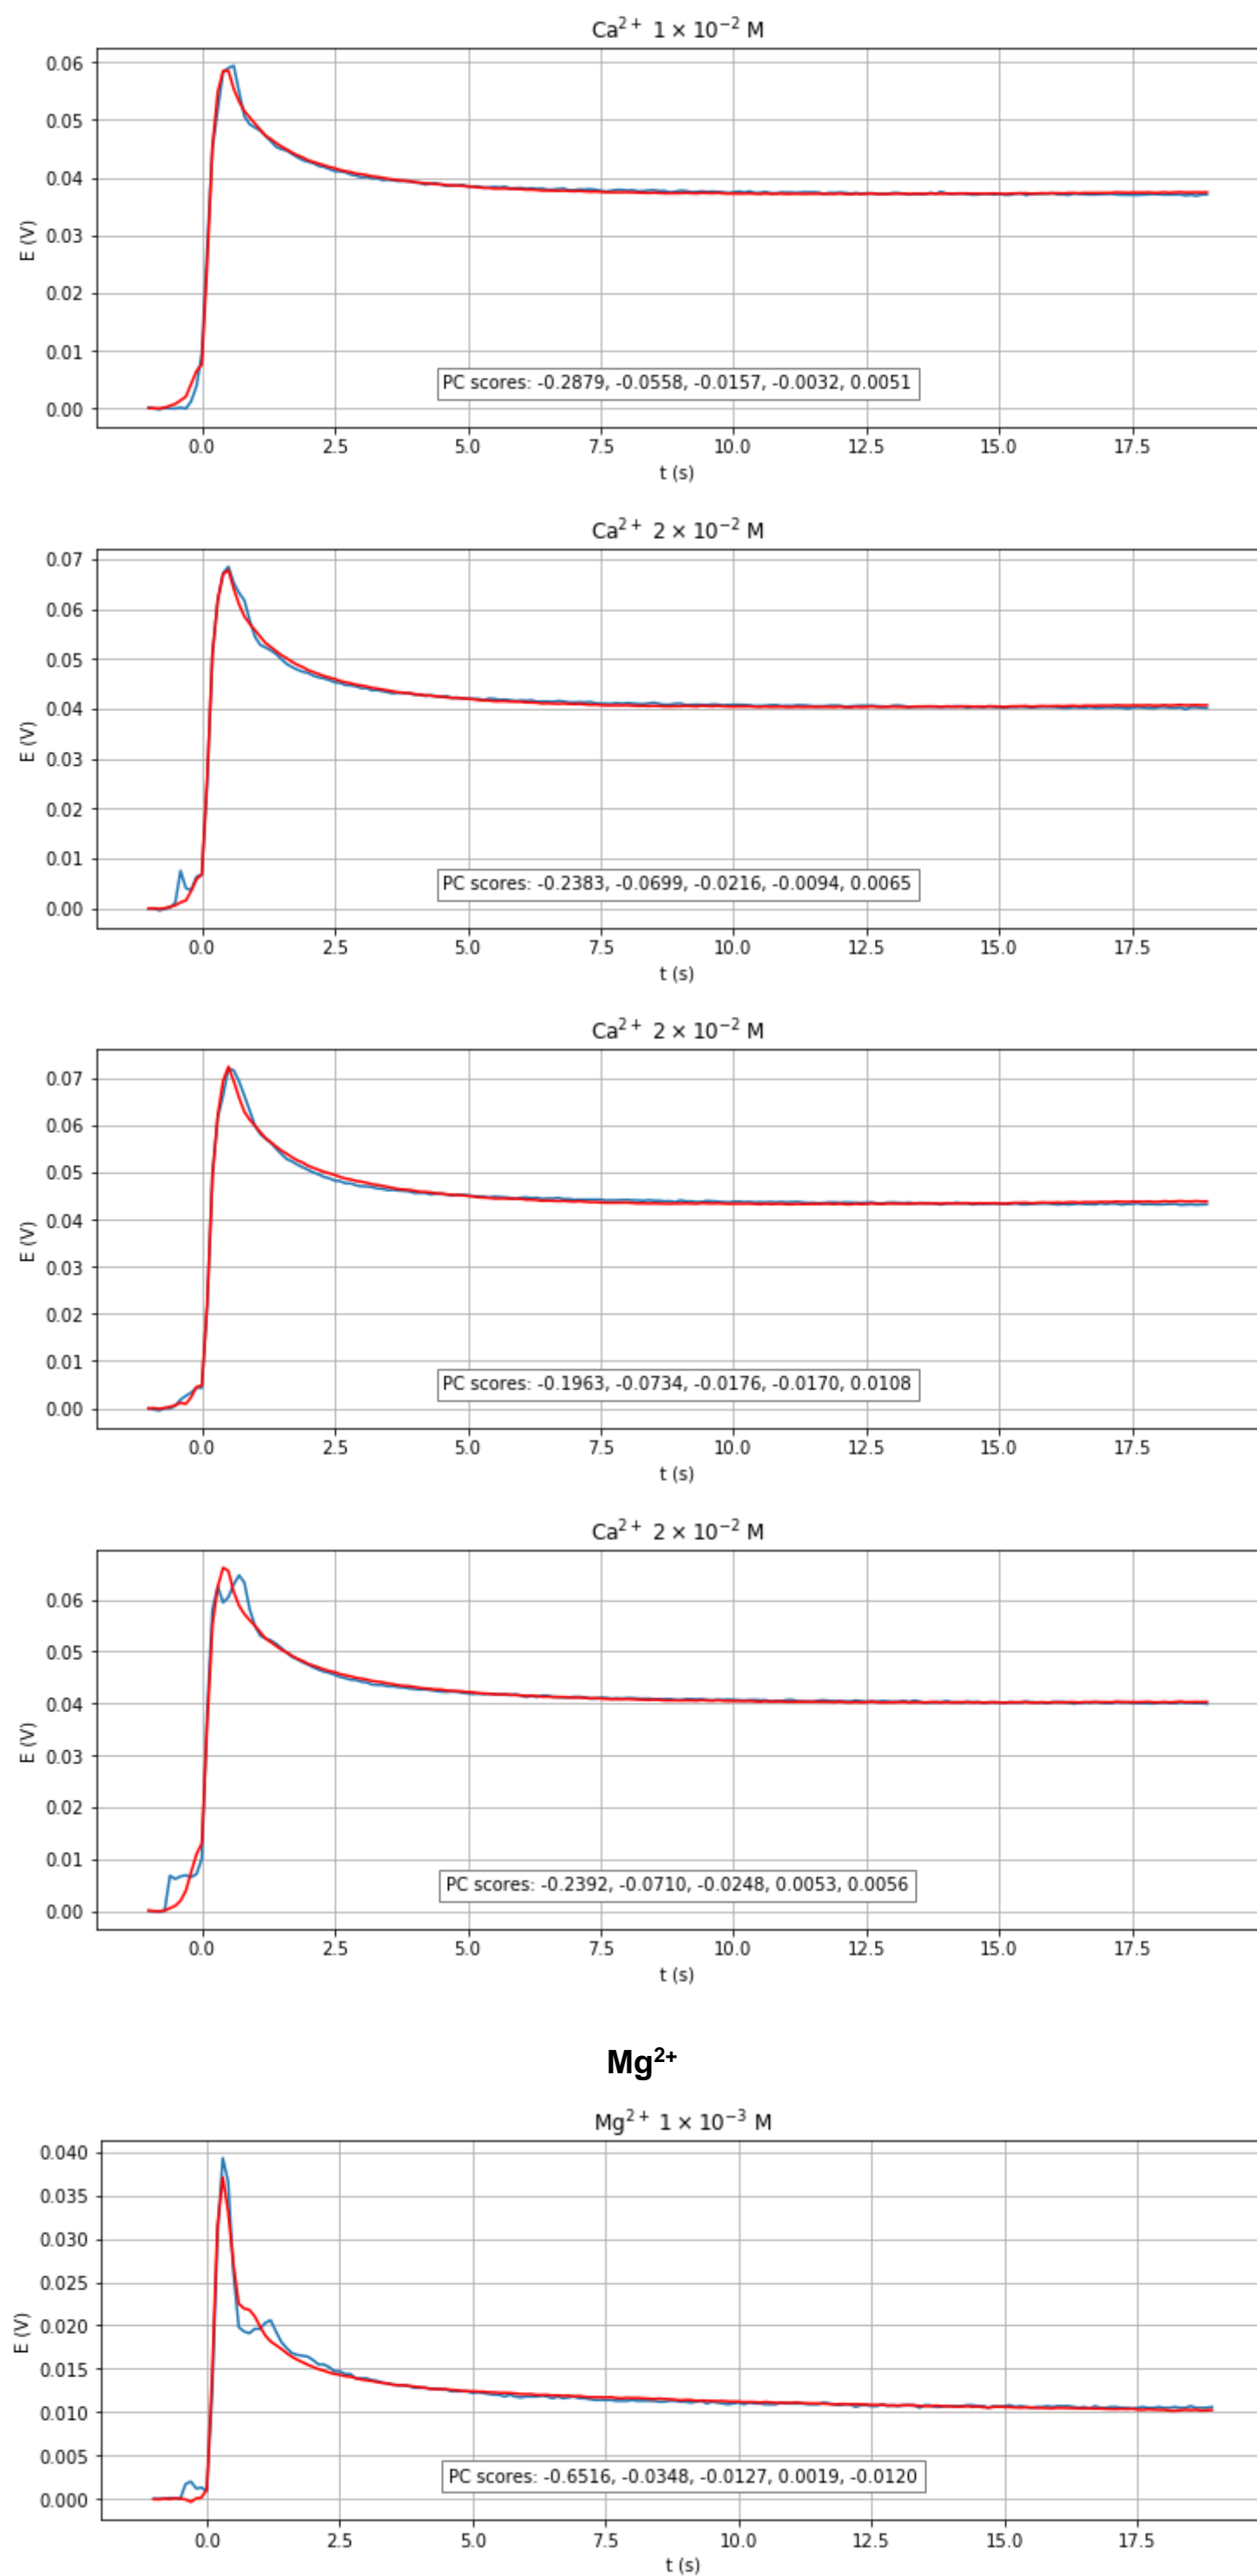 Ca²⁺ 1 × 10⁻² M
0.06
0.05
0.04
0.03
0.02
0.01
0.00
E (V)
PC scores: -0.2879, -0.0558, -0.0157, -0.0032, 0.0051
0.0 2.5 5.0 7.5 10.0 12.5 15.0 17.5
t (s)
Ca²⁺ 2 × 10⁻² M
0.07
0.06
0.05
0.04
0.03
0.02
0.01
0.00
E (V)
PC scores: -0.2383, -0.0699, -0.0216, -0.0094, 0.0065
0.0 2.5 5.0 7.5 10.0 12.5 15.0 17.5
t (s)
Ca²⁺ 2 × 10⁻² M
0.07
0.06
0.05
0.04
0.03
0.02
0.01
0.00
E (V)
PC scores: -0.1963, -0.0734, -0.0176, -0.0170, 0.0108
0.0 2.5 5.0 7.5 10.0 12.5 15.0 17.5
t (s)
Ca²⁺ 2 × 10⁻² M
0.06
0.05
0.04
0.03
0.02
0.01
0.00
E (V)
PC scores: -0.2392, -0.0710, -0.0248, 0.0053, 0.0056
0.0 2.5 5.0 7.5 10.0 12.5 15.0 17.5
t (s)
Mg²⁺
Mg²⁺ 1 × 10⁻³ M
0.040
0.035
0.030
0.025
0.020
0.015
0.010
0.005
0.000
E (V)
PC scores: -0.6516, -0.0348, -0.0127, 0.0019, -0.0120
0.0 2.5 5.0 7.5 10.0 12.5 15.0 17.5
t (s)